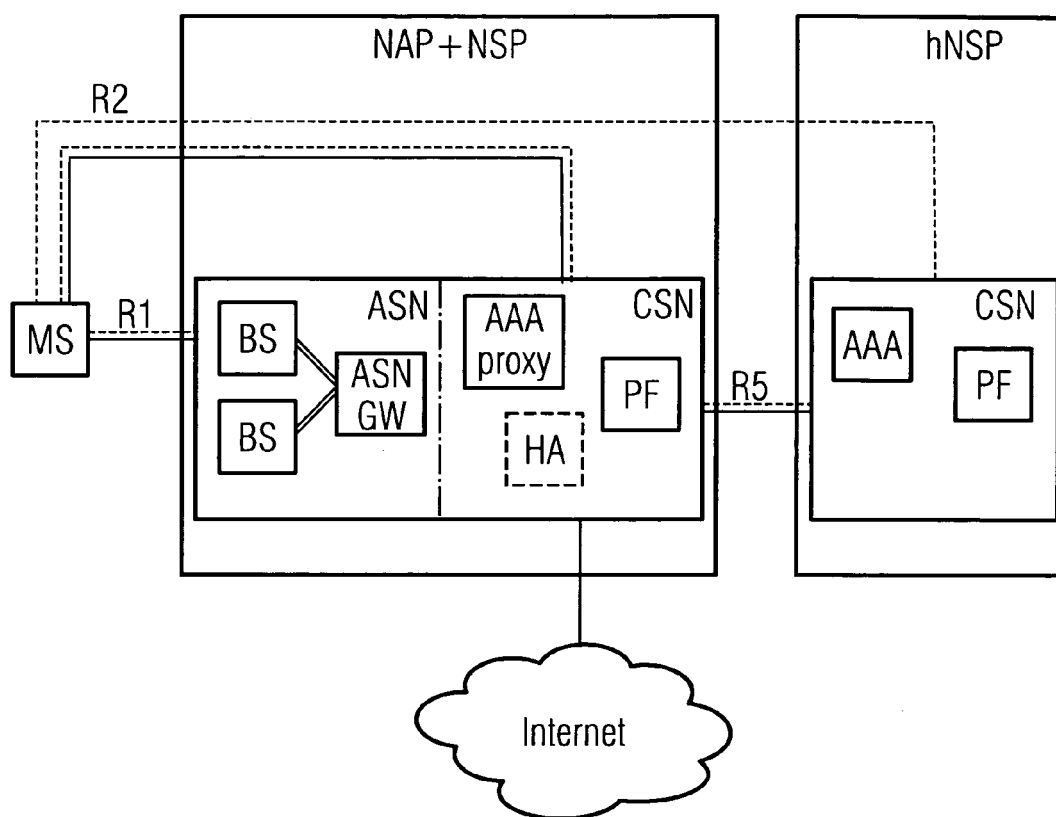 NAP+NSP
hNSP
R2
MS
R1
BS
BS
ASN
ASN
GW
AAA
proxy
CSN
PF
HA
R5
AAA
CSN
PF
Internet